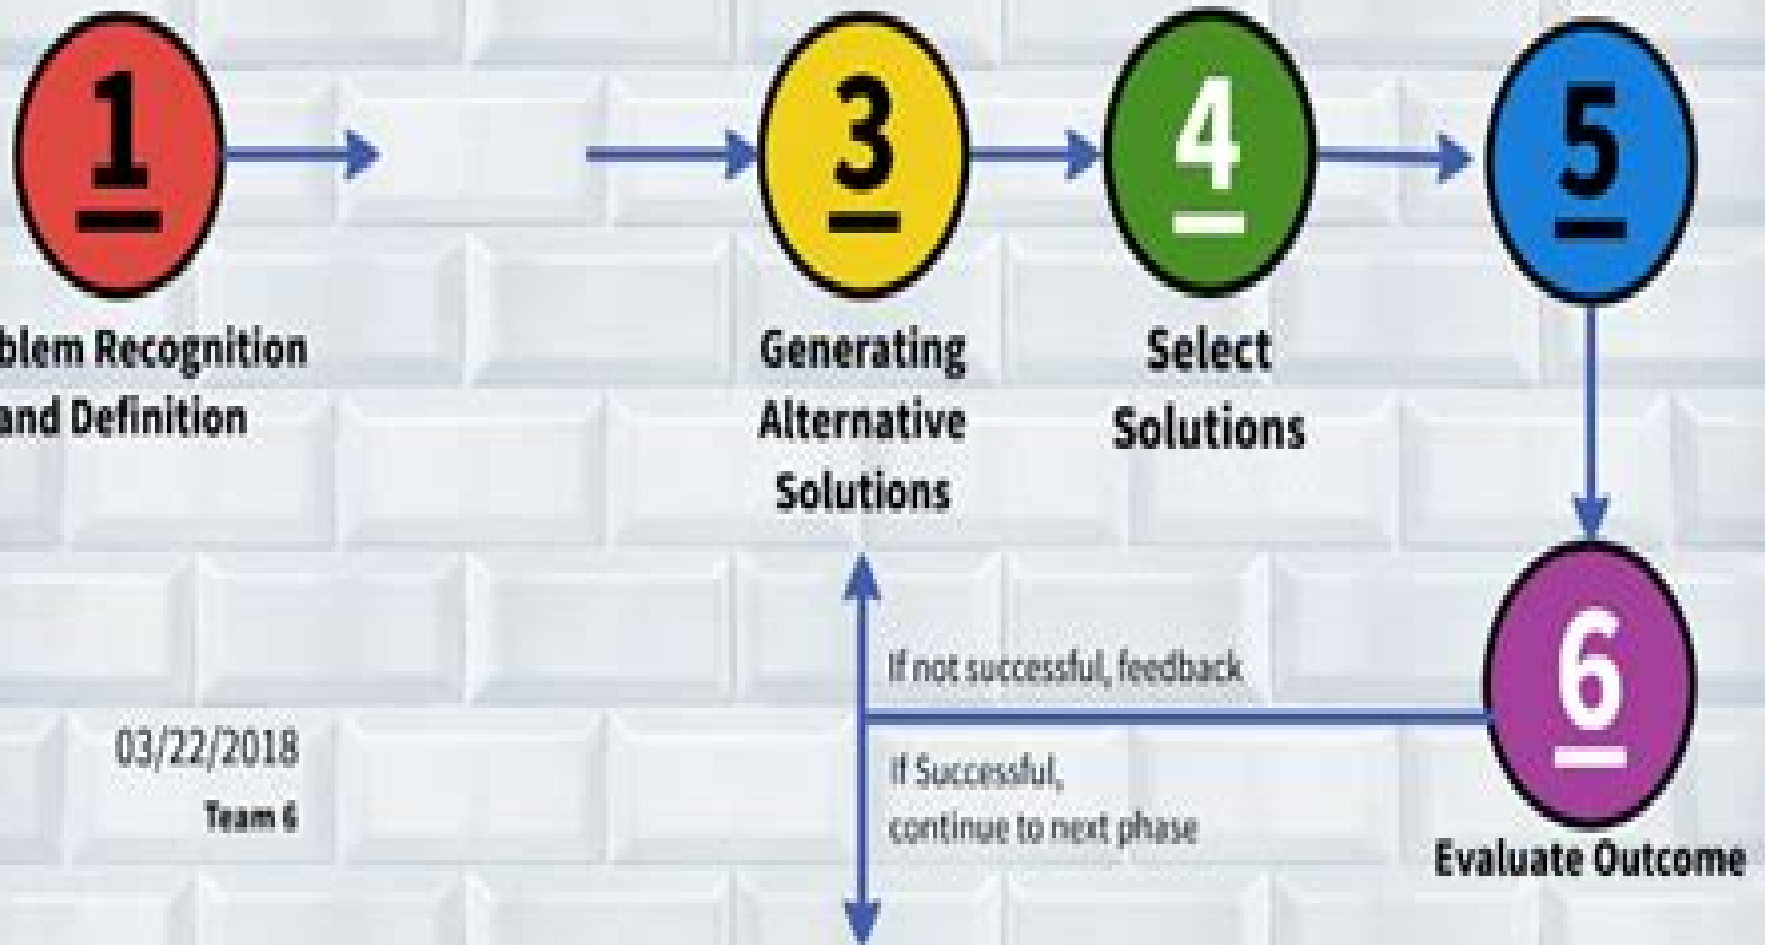 1
3
4
5
blem Recognition
and Definition
Generating
Alternative
Solutions
Select
Solutions
If not successful, feedback
6
03/22/2018
Team 6
If Successful,
continue to next phase
Evaluate Outcome